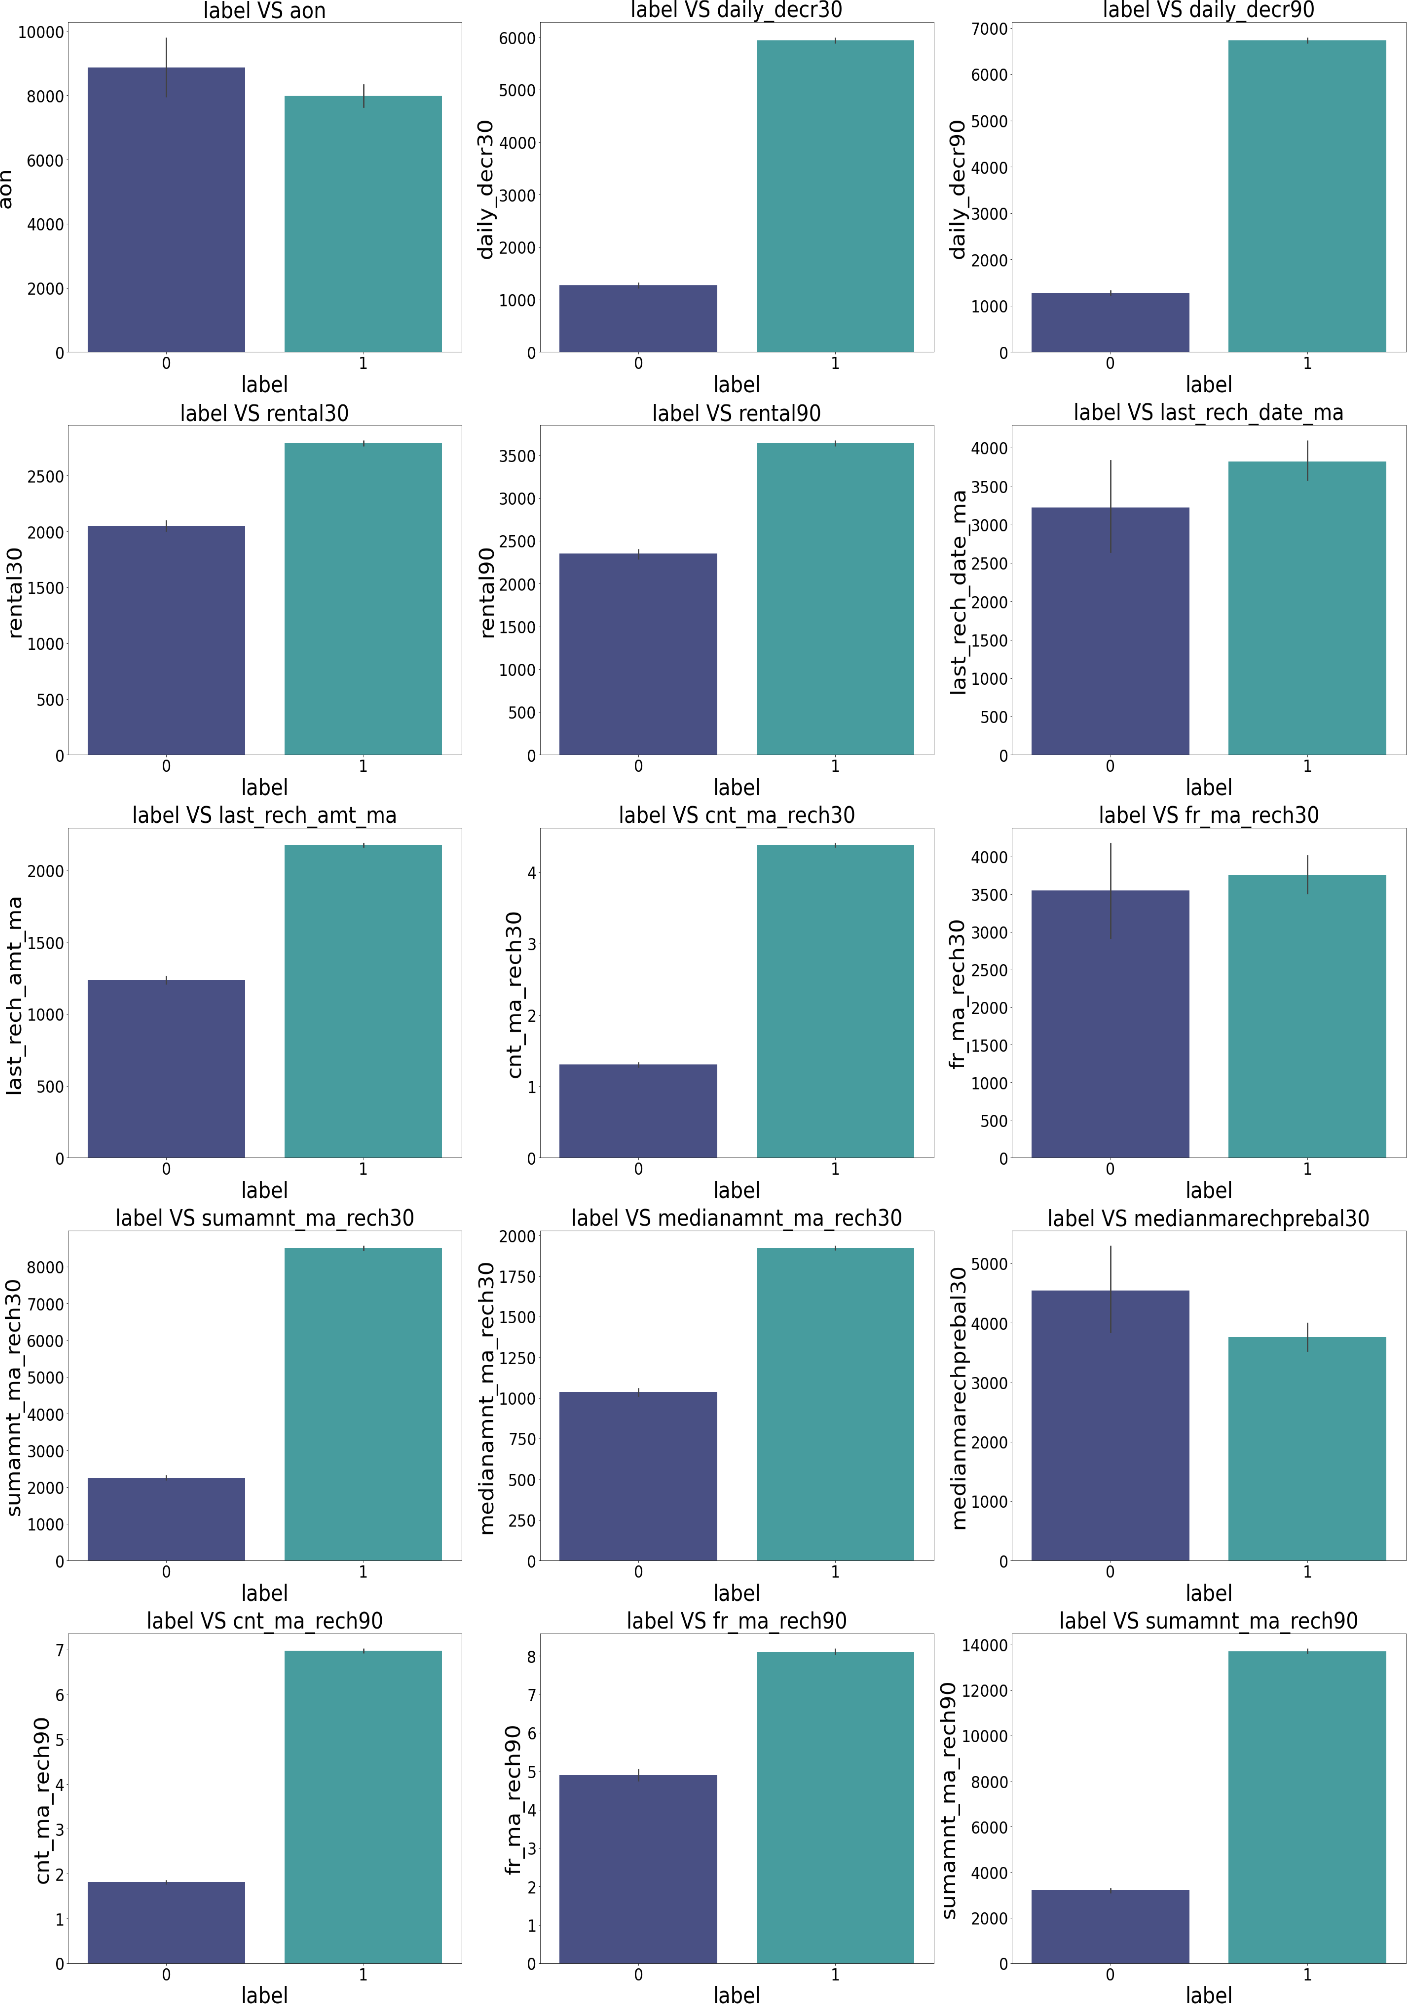 label VS aon
10000
8000
6000
4000
2000
0
aon
0 1
label
label VS daily_decr30
6000
5000
4000
3000
2000
1000
0
daily_decr30
0 1
label
label VS daily_decr90
7000
6000
5000
4000
3000
2000
1000
0
daily_decr90
0 1
label
label VS rental30
2500
2000
1500
1000
500
0
rental30
0 1
label
label VS rental90
3500
3000
2500
2000
1500
1000
500
0
rental90
0 1
label
label VS last_rech_date_ma
4000
3500
3000
2500
2000
1500
1000
500
0
last_rech_date_ma
0 1
label
label VS last_rech_amt_ma
2000
1500
1000
500
0
last_rech_amt_ma
0 1
label
label VS cnt_ma_rech30
4
3
2
1
0
cnt_ma_rech30
0 1
label
label VS fr_ma_rech30
4000
3500
3000
2500
2000
1500
1000
500
0
fr_ma_rech30
0 1
label
label VS sumamnt_ma_rech30
8000
7000
6000
5000
4000
3000
2000
1000
0
sumamnt_ma_rech30
0 1
label
label VS medianamnt_ma_rech30
2000
1750
1500
1250
1000
750
500
250
0
medianamnt_ma_rech30
0 1
label
label VS medianmarechprebal30
5000
4000
3000
2000
1000
0
medianmarechprebal30
0 1
label
label VS cnt_ma_rech90
7
6
5
4
3
2
1
0
cnt_ma_rech90
0 1
label
label VS fr_ma_rech90
8
7
6
5
4
3
2
1
0
fr_ma_rech90
0 1
label
label VS sumamnt_ma_rech90
14000
12000
10000
8000
6000
4000
2000
0
sumamnt_ma_rech90
0 1
label